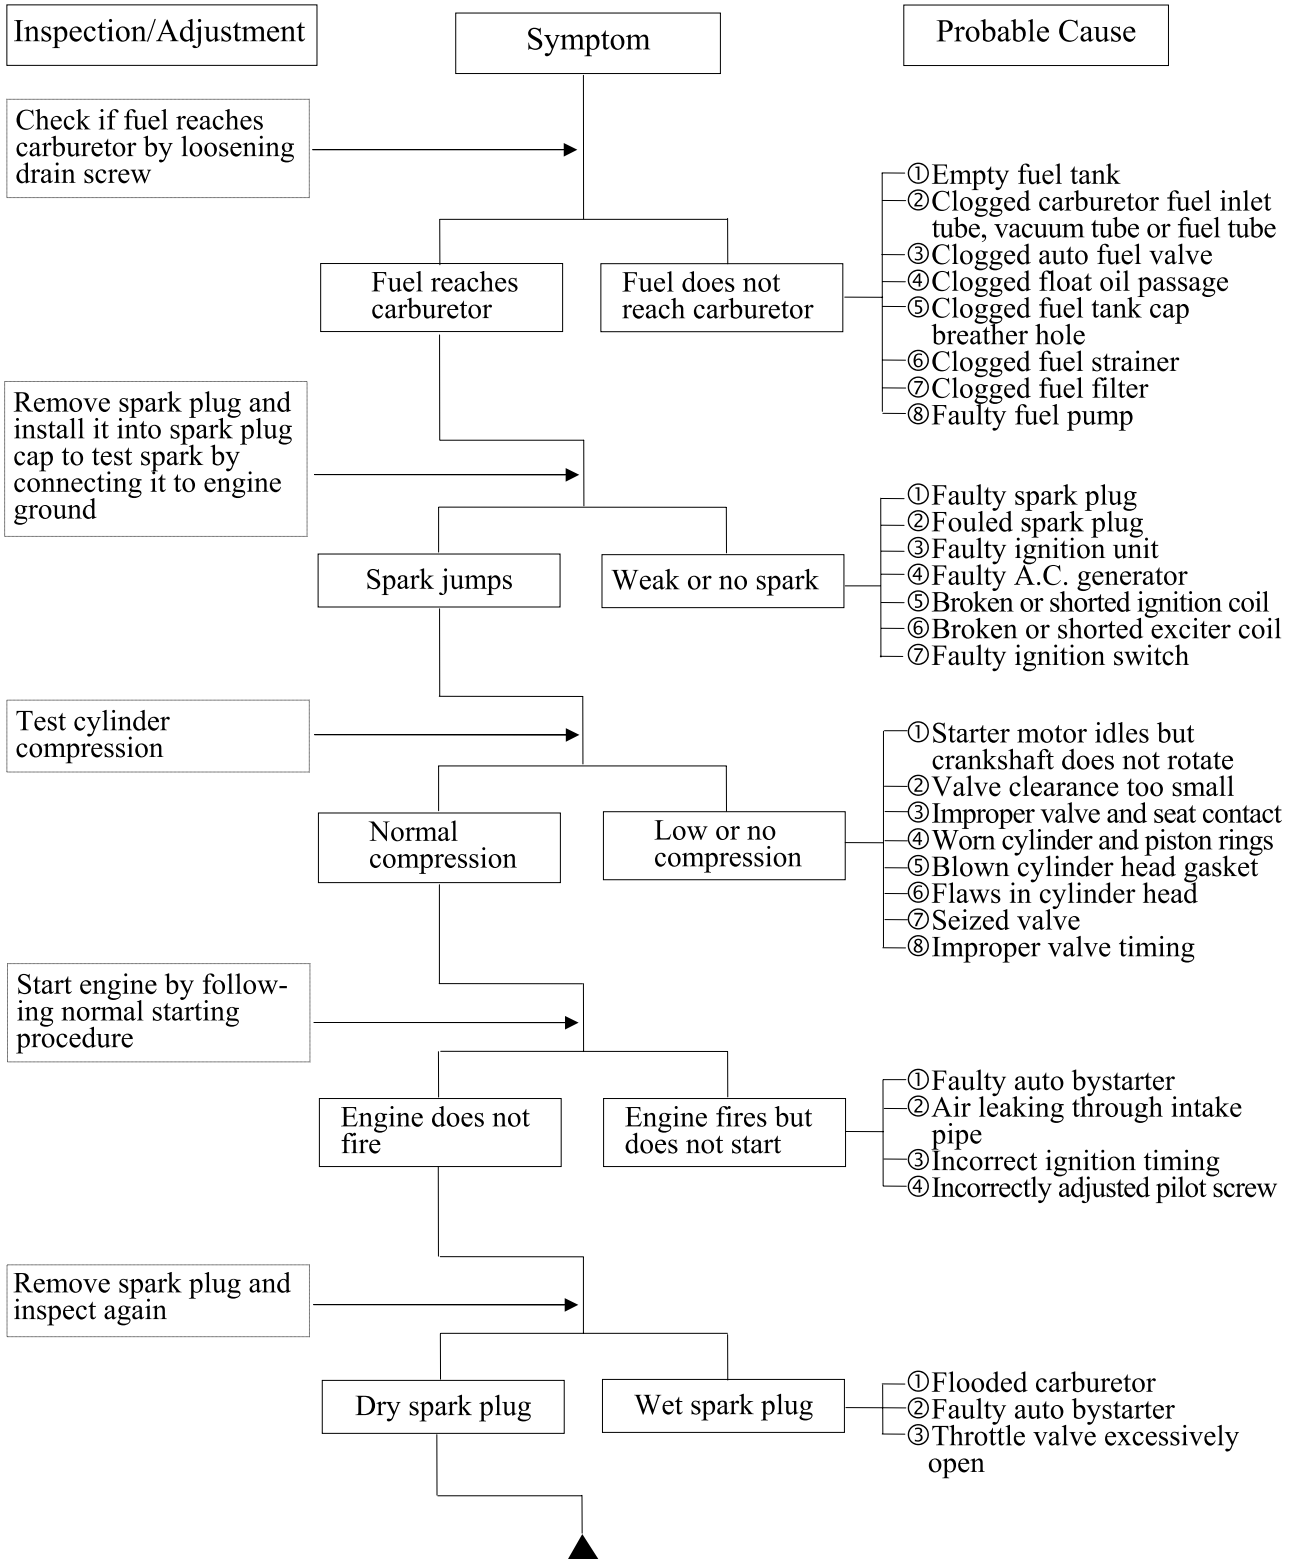 Inspection/Adjustment
Symptom
Probable Cause
Check if fuel reaches
carburetor by loosening
drain screw
Fuel reaches
carburetor
Fuel does not
reach carburetor
①Empty fuel tank
②Clogged carburetor fuel inlet
tube, vacuum tube or fuel tube
③Clogged auto fuel valve
④Clogged float oil passage
⑤Clogged fuel tank cap
breather hole
⑥Clogged fuel strainer
⑦Clogged fuel filter
⑧Faulty fuel pump
Remove spark plug and
install it into spark plug
cap to test spark by
connecting it to engine
ground
Spark jumps
Weak or no spark
①Faulty spark plug
②Fouled spark plug
③Faulty ignition unit
④Faulty A.C. generator
⑤Broken or shorted ignition coil
⑥Broken or shorted exciter coil
⑦Faulty ignition switch
Test cylinder
compression
Normal
compression
Low or no
compression
①Starter motor idles but
crankshaft does not rotate
②Valve clearance too small
③Improper valve and seat contact
④Worn cylinder and piston rings
⑤Blown cylinder head gasket
⑥Flaws in cylinder head
⑦Seized valve
⑧Improper valve timing
Start engine by follow-
ing normal starting
procedure
Engine does not
fire
Engine fires but
does not start
①Faulty auto bystarter
②Air leaking through intake
pipe
③Incorrect ignition timing
④Incorrectly adjusted pilot screw
Remove spark plug and
inspect again
Dry spark plug
Wet spark plug
①Flooded carburetor
②Faulty auto bystarter
③Throttle valve excessively
open